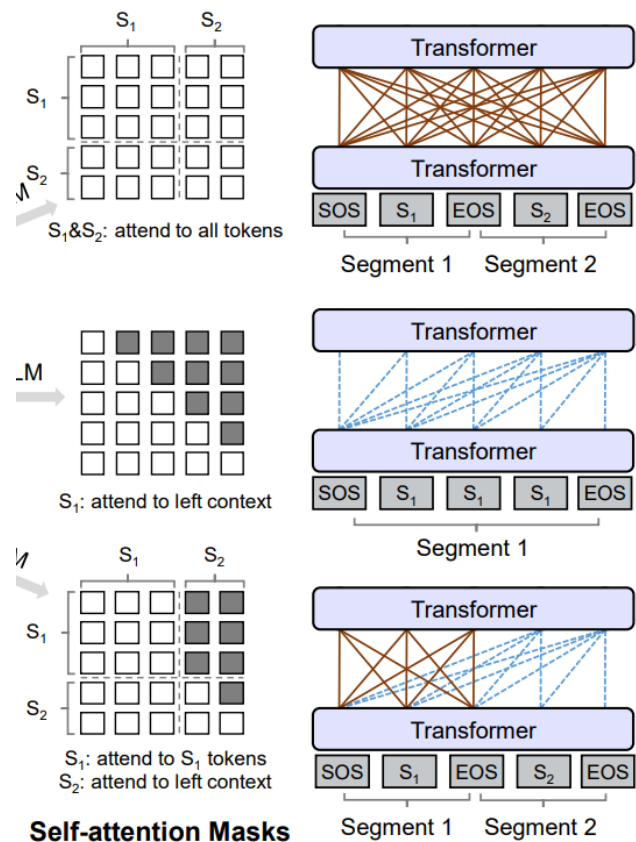 S₁ S₂
S₁
S₂
S₁&S₂: attend to all tokens
Transformer
Transformer
SOS S₁ EOS S₂ EOS
Segment 1 Segment 2
LM
S₁: attend to left context
Transformer
Transformer
SOS S₁ S₁ S₁ EOS
Segment 1
S₁ S₂
S₁
S₂
S₁: attend to S₁ tokens
S₂: attend to left context
Transformer
Transformer
SOS S₁ EOS S₂ EOS
Segment 1 Segment 2
Self-attention Masks